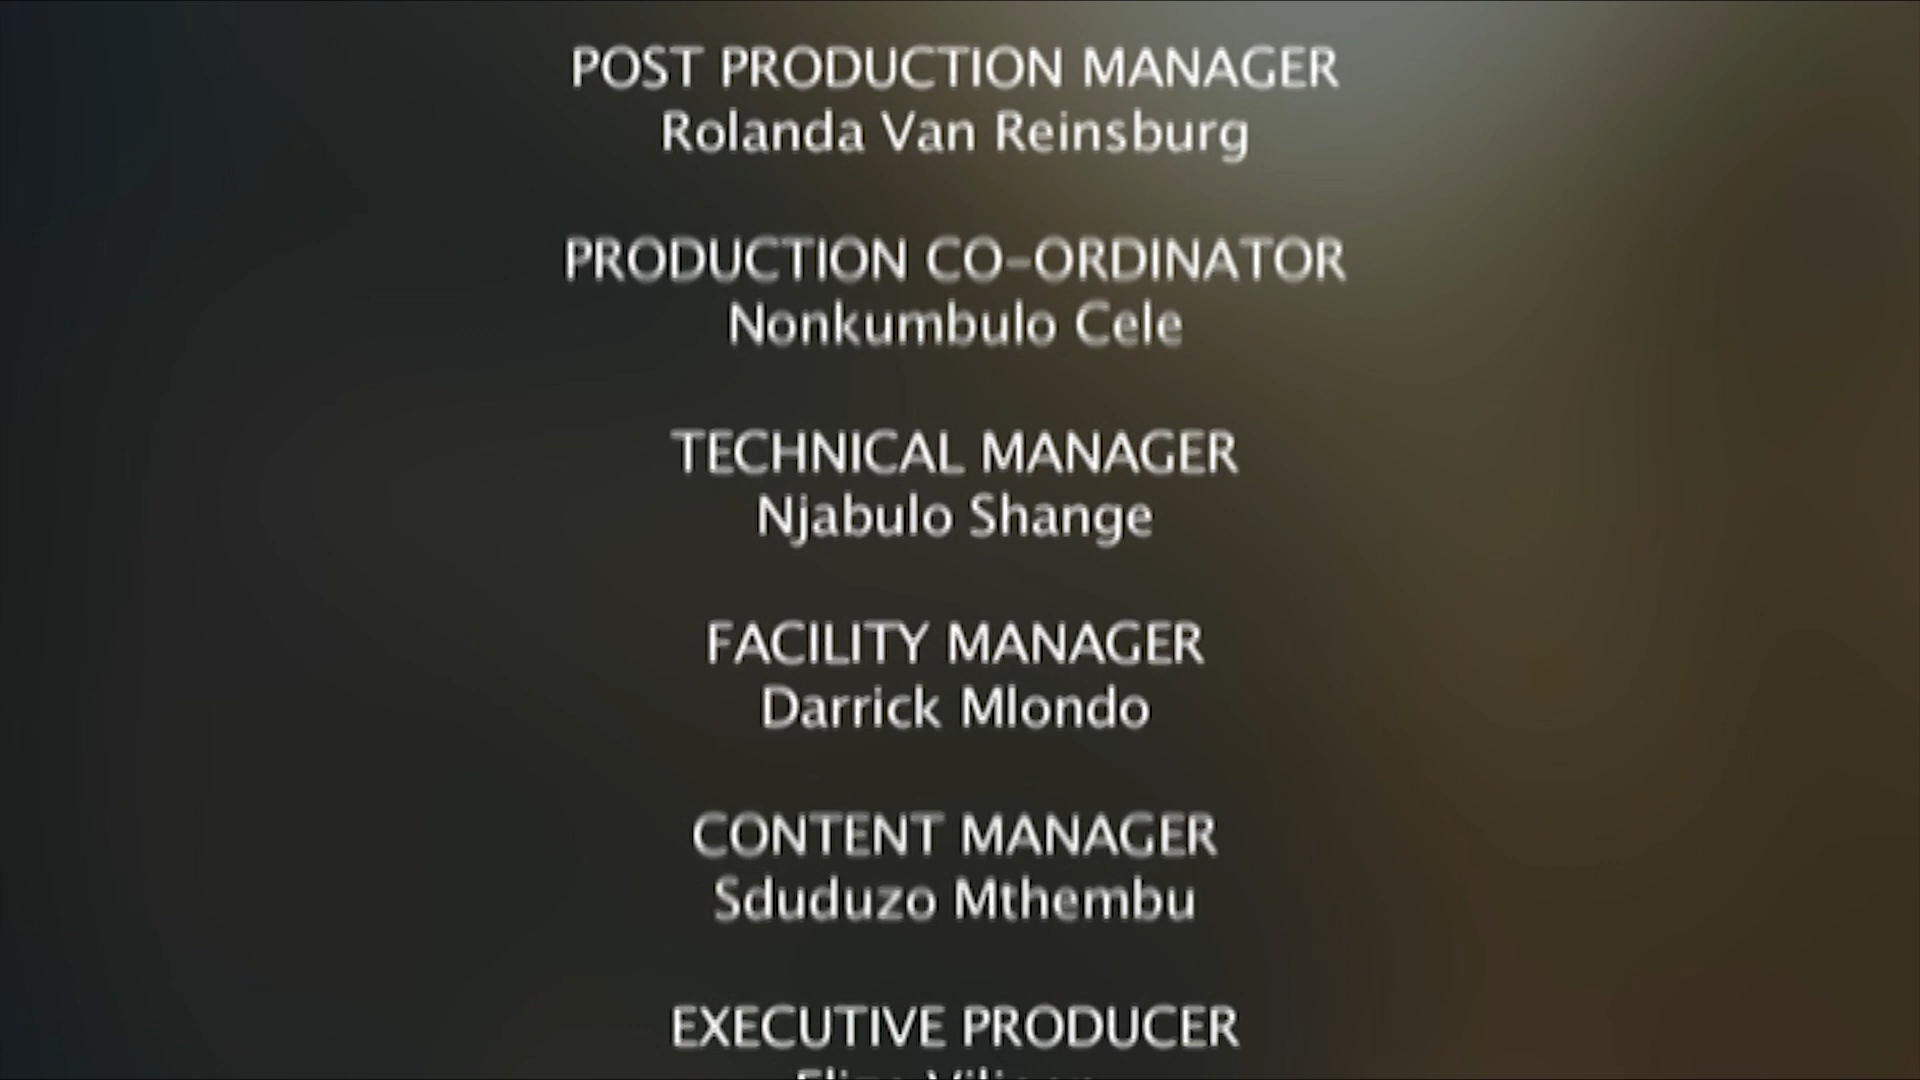 POST PRODUCTION MANAGER
Rolanda Van Reinsburg
PRODUCTION CO-ORDINATOR
Nonkumbulo Cele
TECHNICAL MANAGER
Njabulo Shange
FACILITY MANAGER
Darrick Mlondo
CONTENT MANAGER
Sduduzo Mthembu
EXECUTIVE PRODUCER